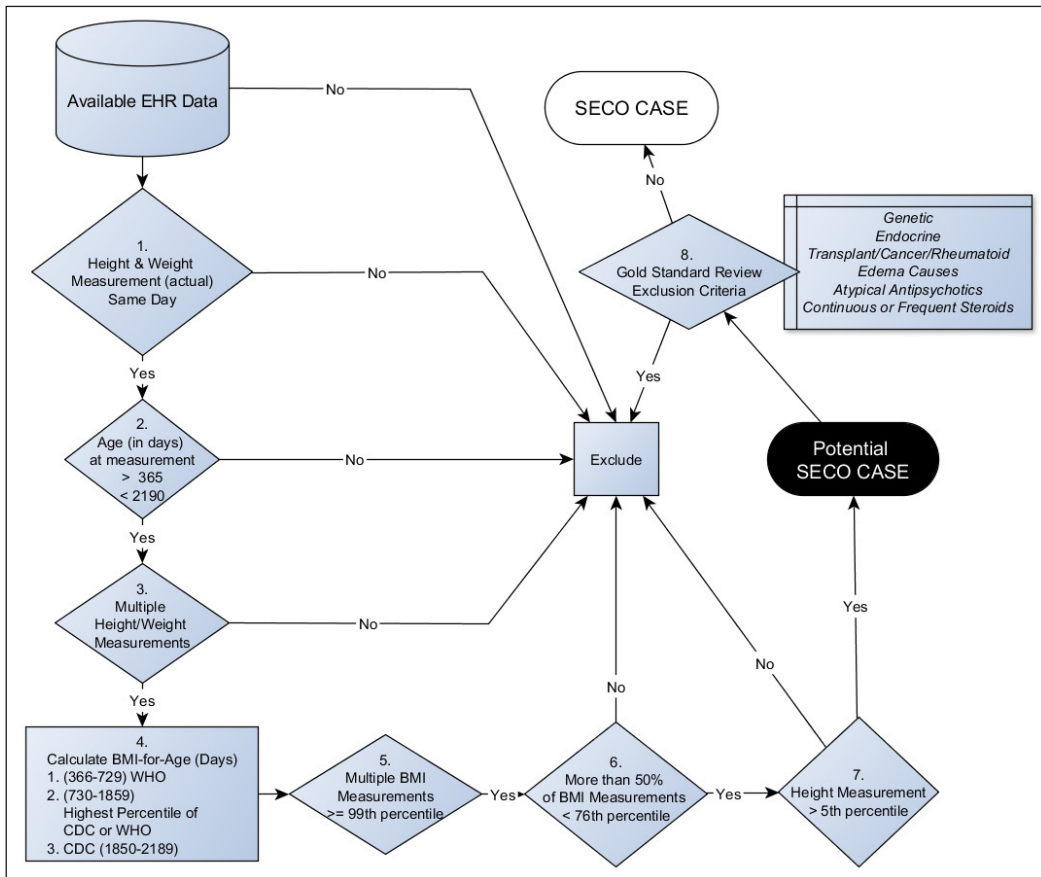 Available EHR Data
No
SECO CASE
No
1.
Height & Weight
Measurement (actual)
Same Day
No
8.
Gold Standard Review
Exclusion Criteria
Genetic
Endocrine
Transplant/Cancer/Rheumatoid
Edema Causes
Atypical Antipsychotics
Continuous or Frequent Steroids
Yes
Yes
2.
Age (in days)
at measurement
> 365
< 2190
No
Exclude
Potential
SECO CASE
Yes
3.
Multiple
Height/Weight
Measurements
No
Yes
No
Yes
No
4.
Calculate BMI-for-Age (Days)
1. (366-729) WHO
2. (730-1859)
Highest Percentile of
CDC or WHO
3. CDC (1850-2189)
5.
Multiple BMI
Measurements
>= 99th percentile
Yes
6.
More than 50%
of BMI Measurements
< 76th percentile
Yes
7.
Height Measurement
> 5th percentile